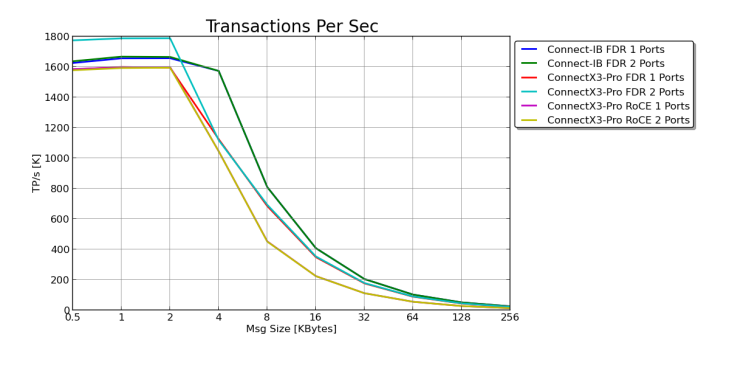 Transactions Per Sec
1800
1600
1400
1200
1000
800
600
400
200
0
TP/s [K]
0.5 1 2 4 8 16 32 64 128 256
Msg Size [KBytes]
Connect-IB FDR 1 Ports
Connect-IB FDR 2 Ports
ConnectX3-Pro FDR 1 Ports
ConnectX3-Pro FDR 2 Ports
ConnectX3-Pro RoCE 1 Ports
ConnectX3-Pro RoCE 2 Ports